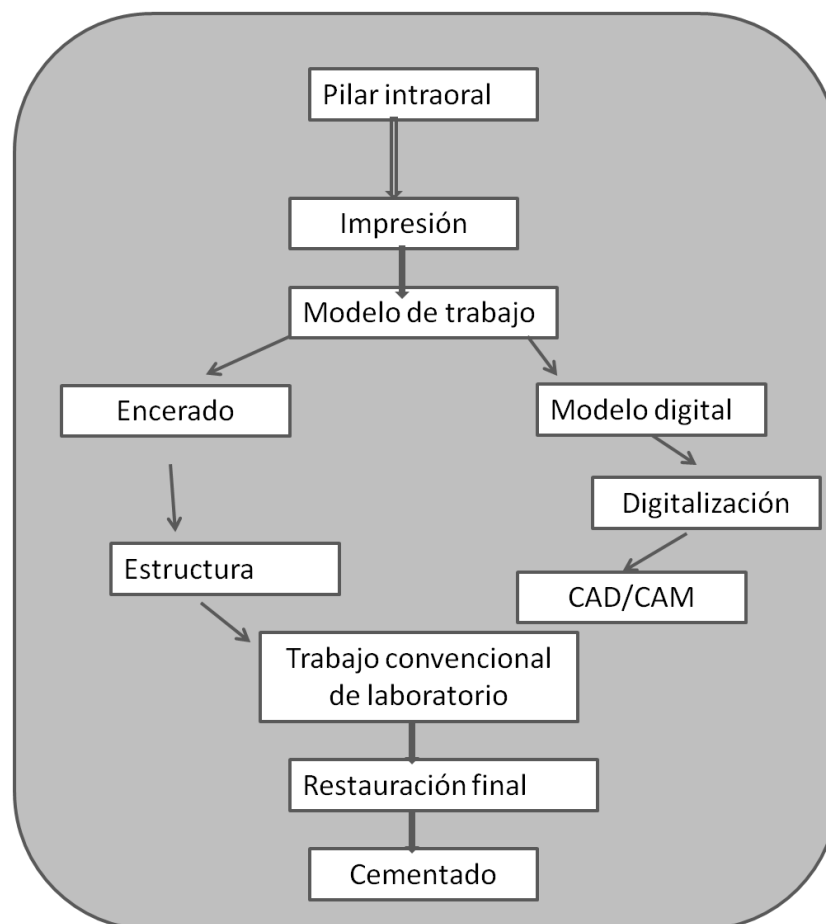 Pilar intraoral
Impresión
Modelo de trabajo
Encerado
Modelo digital
Digitalización
Estructura
CAD/CAM
Trabajo convencional
de laboratorio
Restauración final
Cementado